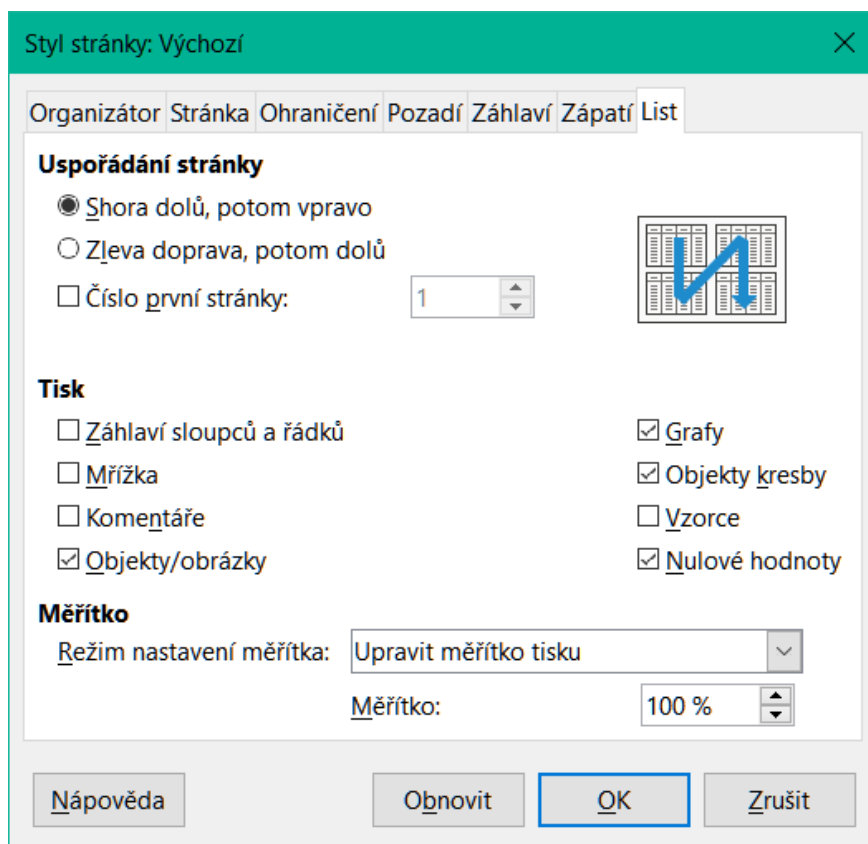 Styl stránky: Výchozí
Organizátor Stránka Ohraničení Pozadí Záhlaví Zápatí List
Uspořádání stránky
Shora dolů, potom vpravo
Zleva doprava, potom dolů
Číslo první stránky: 1
Tisk
Záhlaví sloupců a řádků Grafy
Mřížka Objekty kresby
Komentáře Vzorce
Objekty/obrázky Nulové hodnoty
Měřítko
Režim nastavení měřítka: Upravit měřítko tisku
Měřítko: 100 %
Nápověda Obnovit OK Zrušit